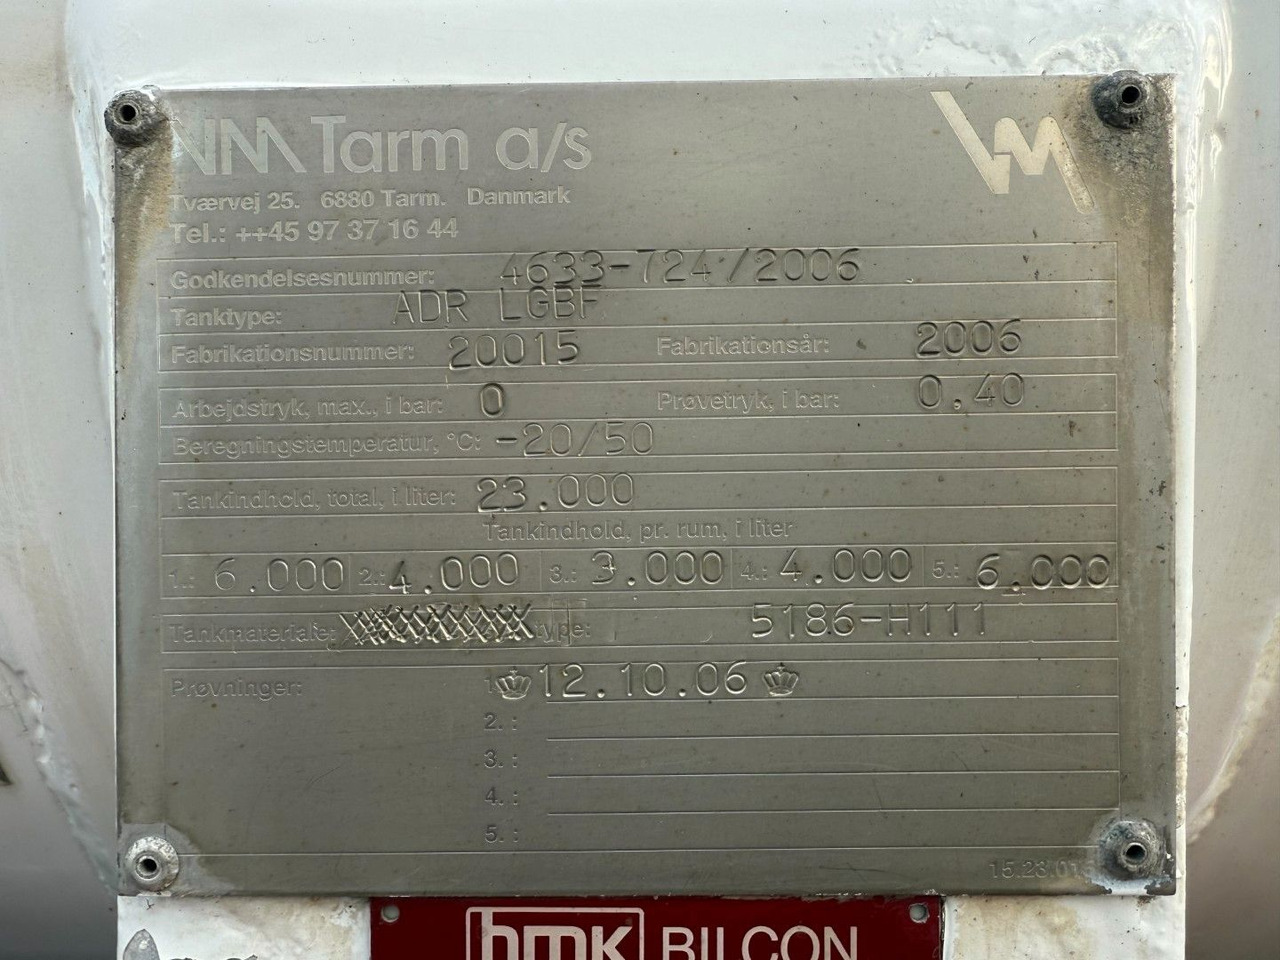 VM Tarm a/s
Tværvej 25. 6880 Tarm. Danmark
Tel.: ++45 97 37 16 44
Godkendelsesnummer: 4633-724/2006
Tanktype: ADR LGBF
Fabrikationsnummer: 20015 Fabrikationsår: 2006
Arbejdstryk, max., i bar: 0 Prøvetryk, i bar: 0.40
Beregningstemperatur, °C: -20/50
Tankindhold, total, i liter: 23.000
Tankindhold, pr. rum, i liter
1.: 6.000 2.: 4.000 3.: 3.000 4.: 4.000 5.: 6.000
Tankmateriale: type: 5186-H111
Prøvninger: 1 12.10.06
2. :
3. :
4. :
5. :
15.23.01
hmk BILCON